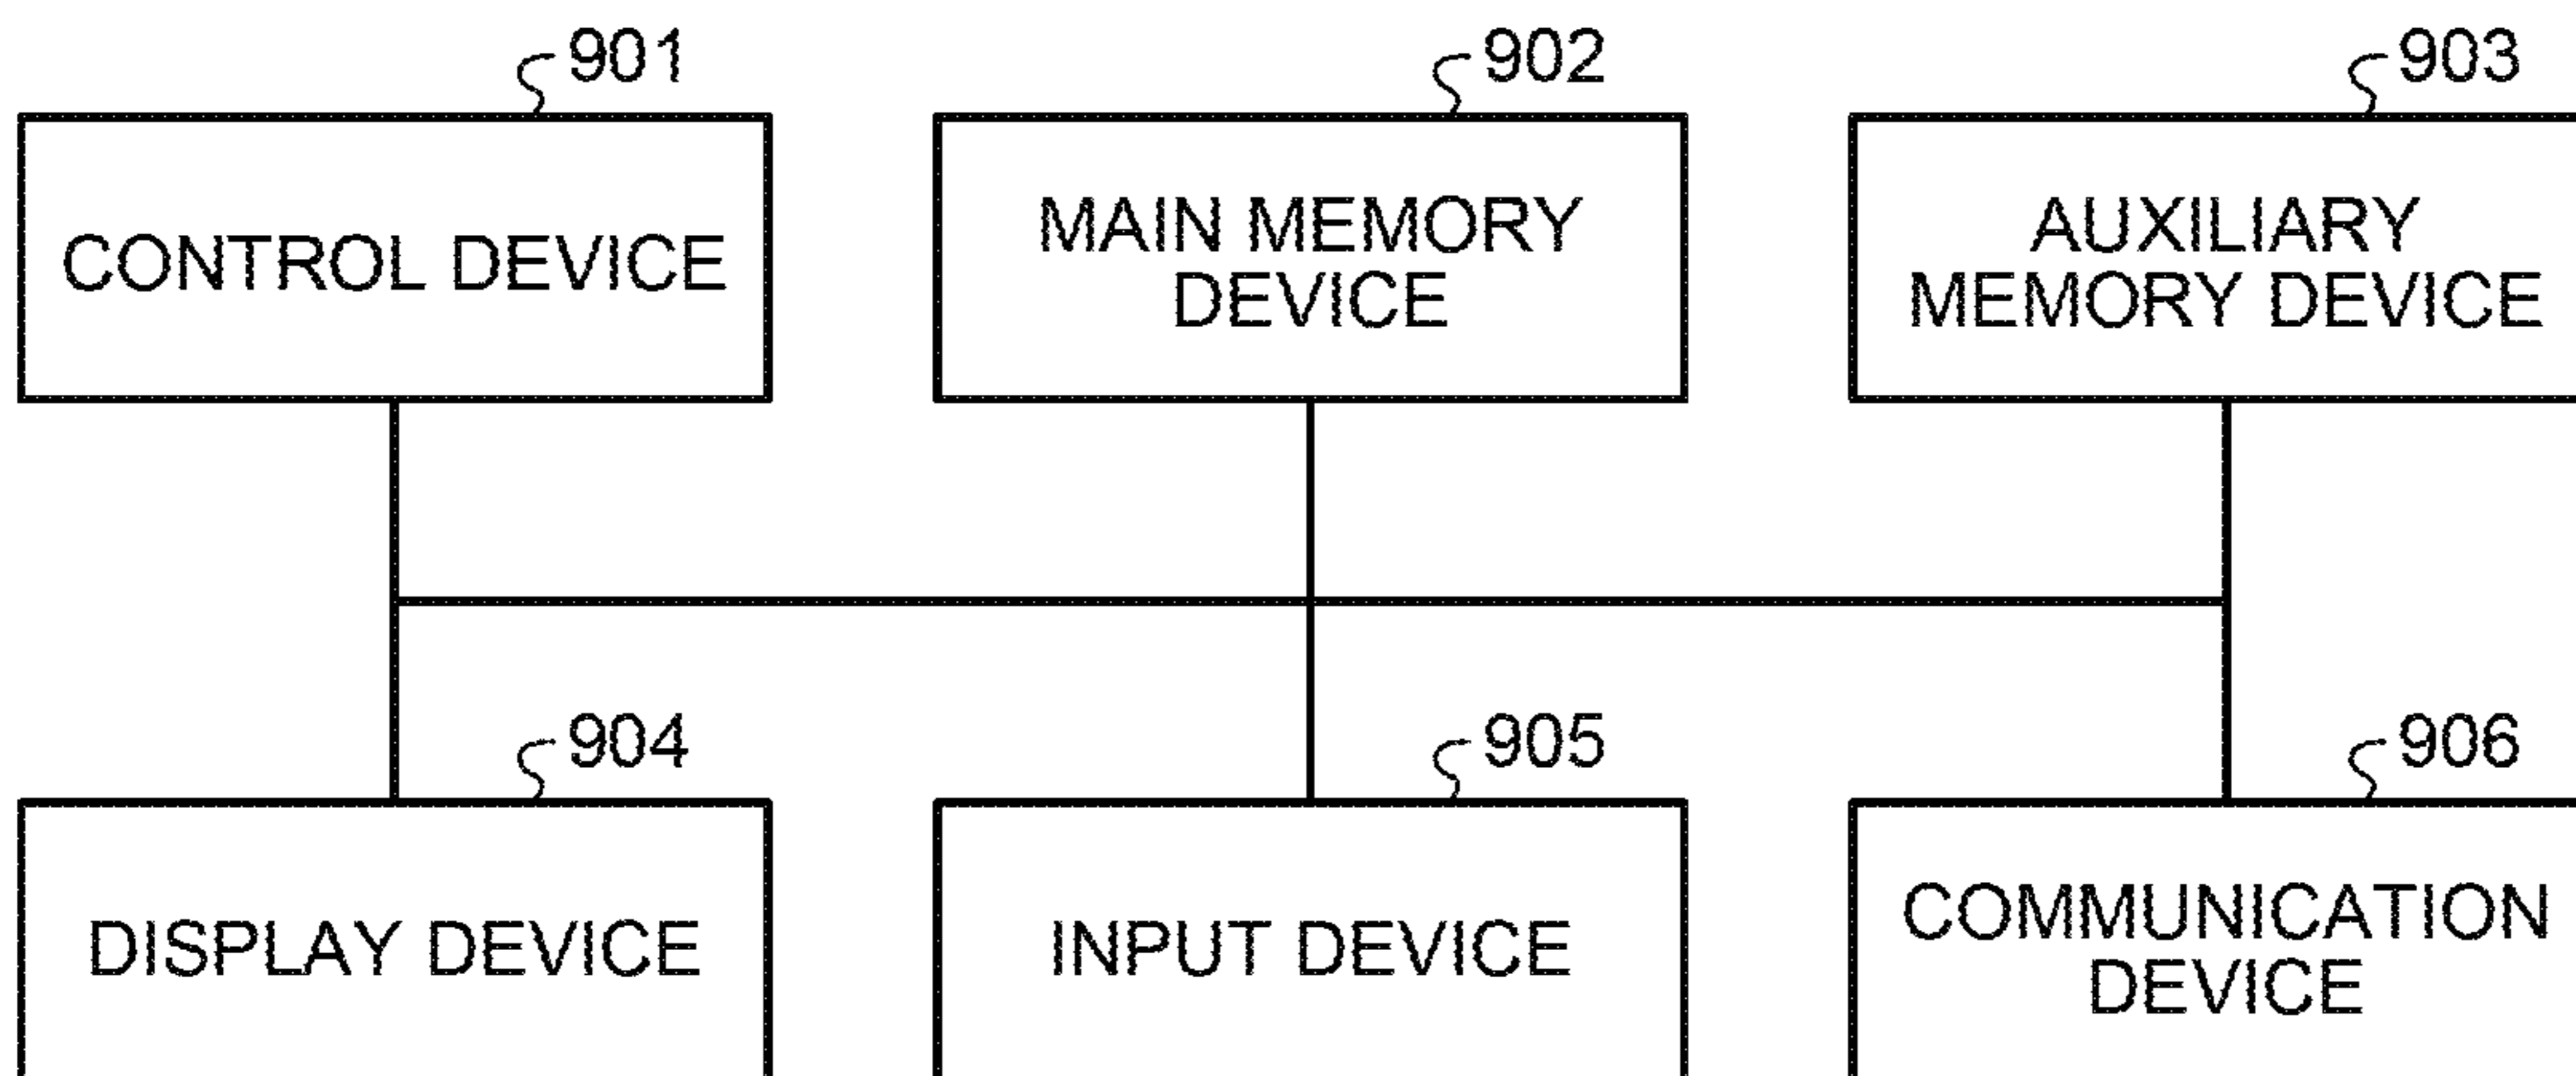 901
CONTROL DEVICE
902
MAIN MEMORY
DEVICE
903
AUXILIARY
MEMORY DEVICE
904
DISPLAY DEVICE
905
INPUT DEVICE
906
COMMUNICATION
DEVICE